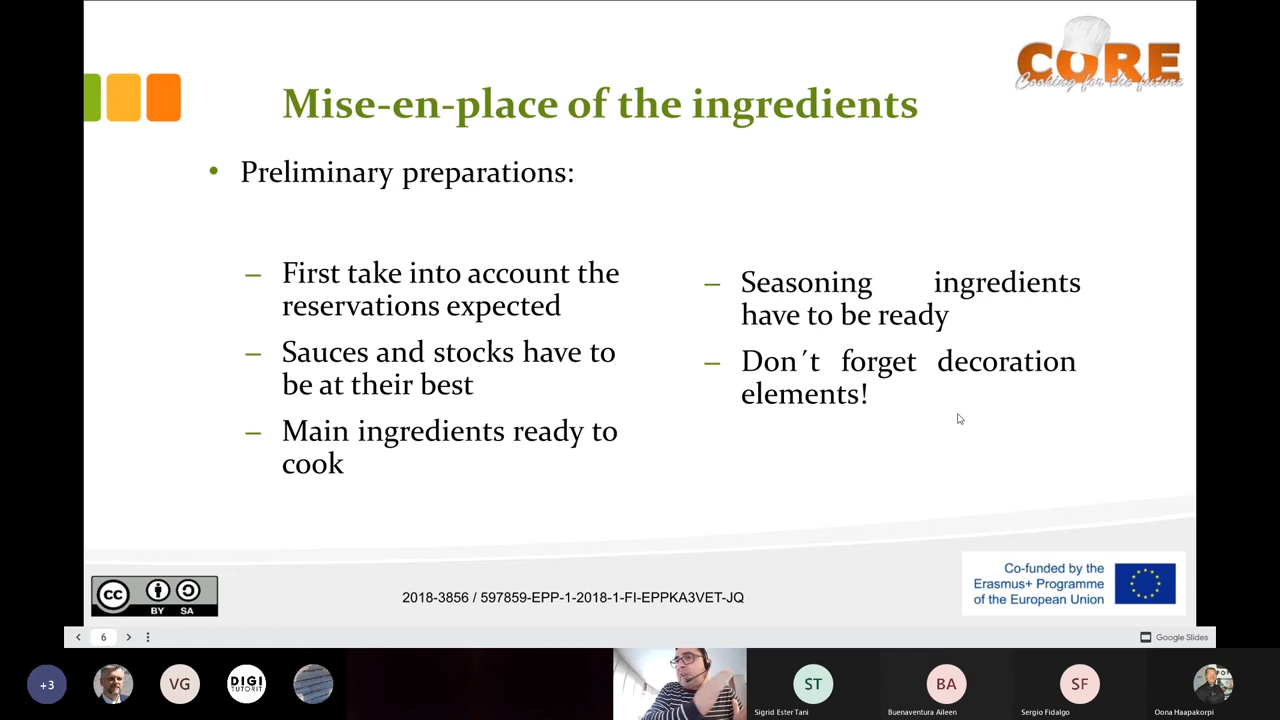 CORE
Cooking for the future
Mise-en-place of the ingredients
• Preliminary preparations:
– First take into account the
reservations expected
– Sauces and stocks have to
be at their best
– Main ingredients ready to
cook
– Seasoning ingredients
have to be ready
– Don´t forget decoration
elements!
cc
BY SA
2018-3856 / 597859-EPP-1-2018-1-FI-EPPKA3VET-JQ
Co-funded by the
Erasmus+ Programme
of the European Union
6
Google Slides
+3
VG
DIGI
TUTORIT
ST
Sigrid Ester Tani
BA
Buenaventura Aileen
SF
Sergio Fidalgo
Oona Haapakorpi